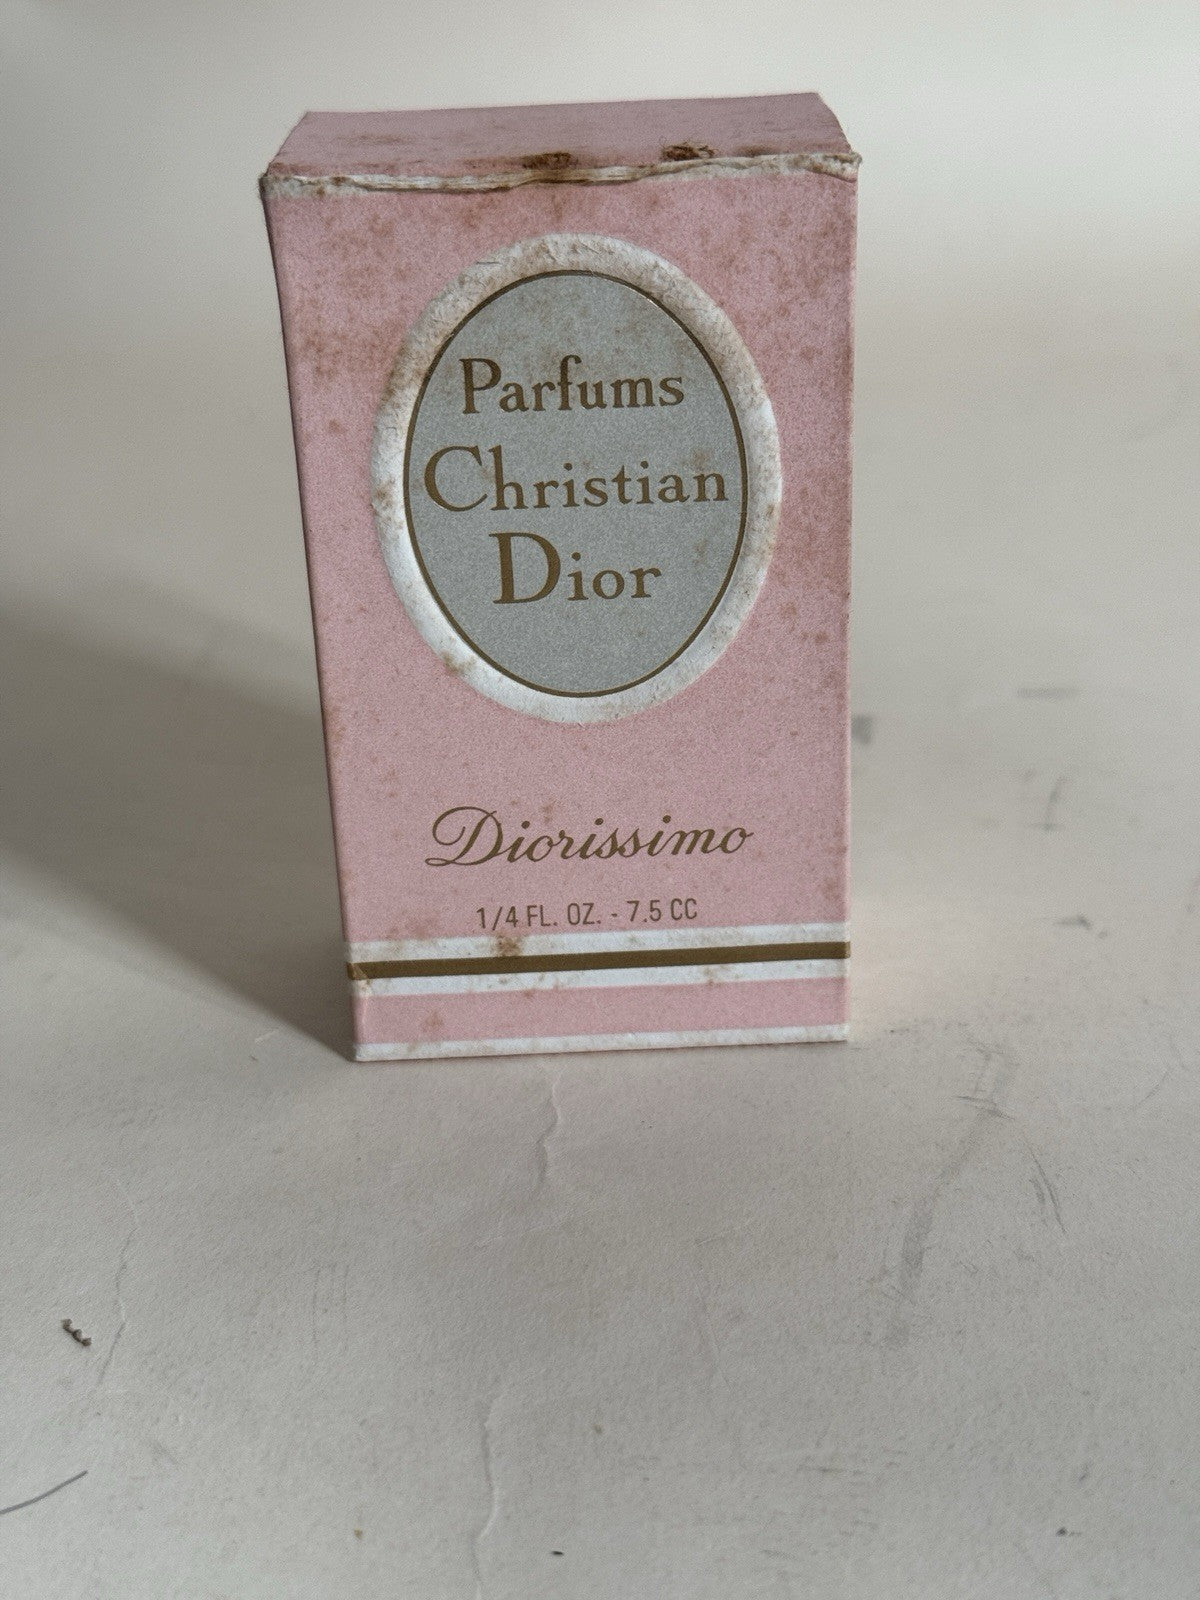 Parfums
Christian
Dior
Diorissimo
1/4 FL. OZ. - 7.5 CC